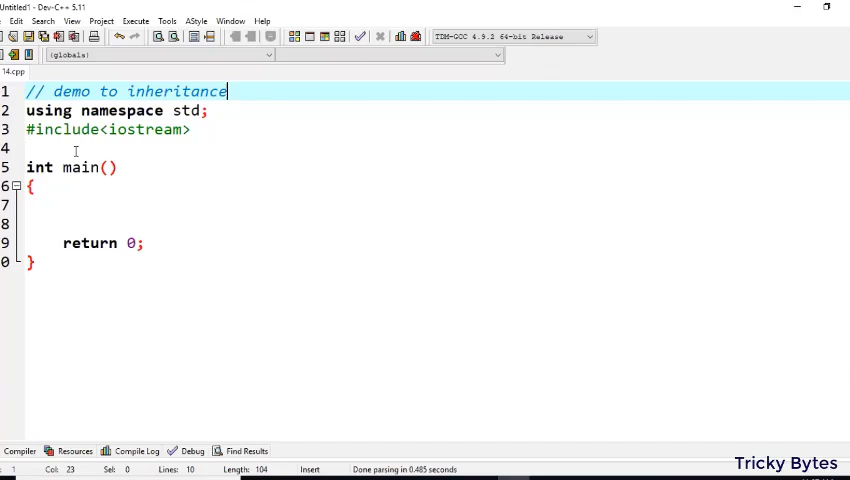 Untitled1 - Dev-C++ 5.11
Edit Search View Project Execute Tools AStyle Window Help
TDM-GCC 4.9.2 64-bit Release
(globals)
14.cpp
1 // demo to inheritance
2 using namespace std;
3 #include<iostream>
4
5 int main()
6 {
7
8
9 return 0;
0 }
Compiler Resources Compile Log Debug Find Results
: 1 Col: 23 Sel: 0 Lines: 10 Length: 104 Insert Done parsing in 0.485 seconds
Tricky Bytes